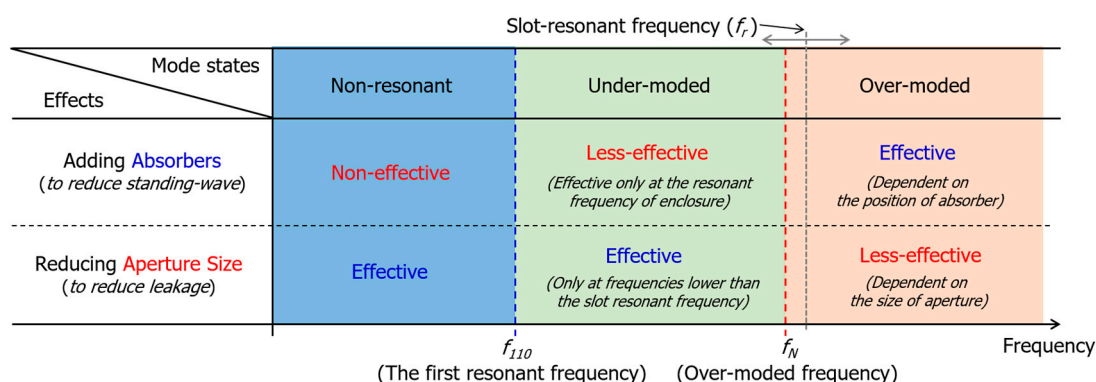 Slot-resonant frequency (fr)
Mode states
Effects
Non-resonant
Under-moded
Over-moded
Adding Absorbers
(to reduce standing-wave)
Non-effective
Less-effective
(Effective only at the resonant
frequency of enclosure)
Effective
(Dependent on
the position of absorber)
Reducing Aperture Size
(to reduce leakage)
Effective
Effective
(Only at frequencies lower than
the slot resonant frequency)
Less-effective
(Dependent on
the size of aperture)
f110
(The first resonant frequency)
fN
(Over-moded frequency)
Frequency